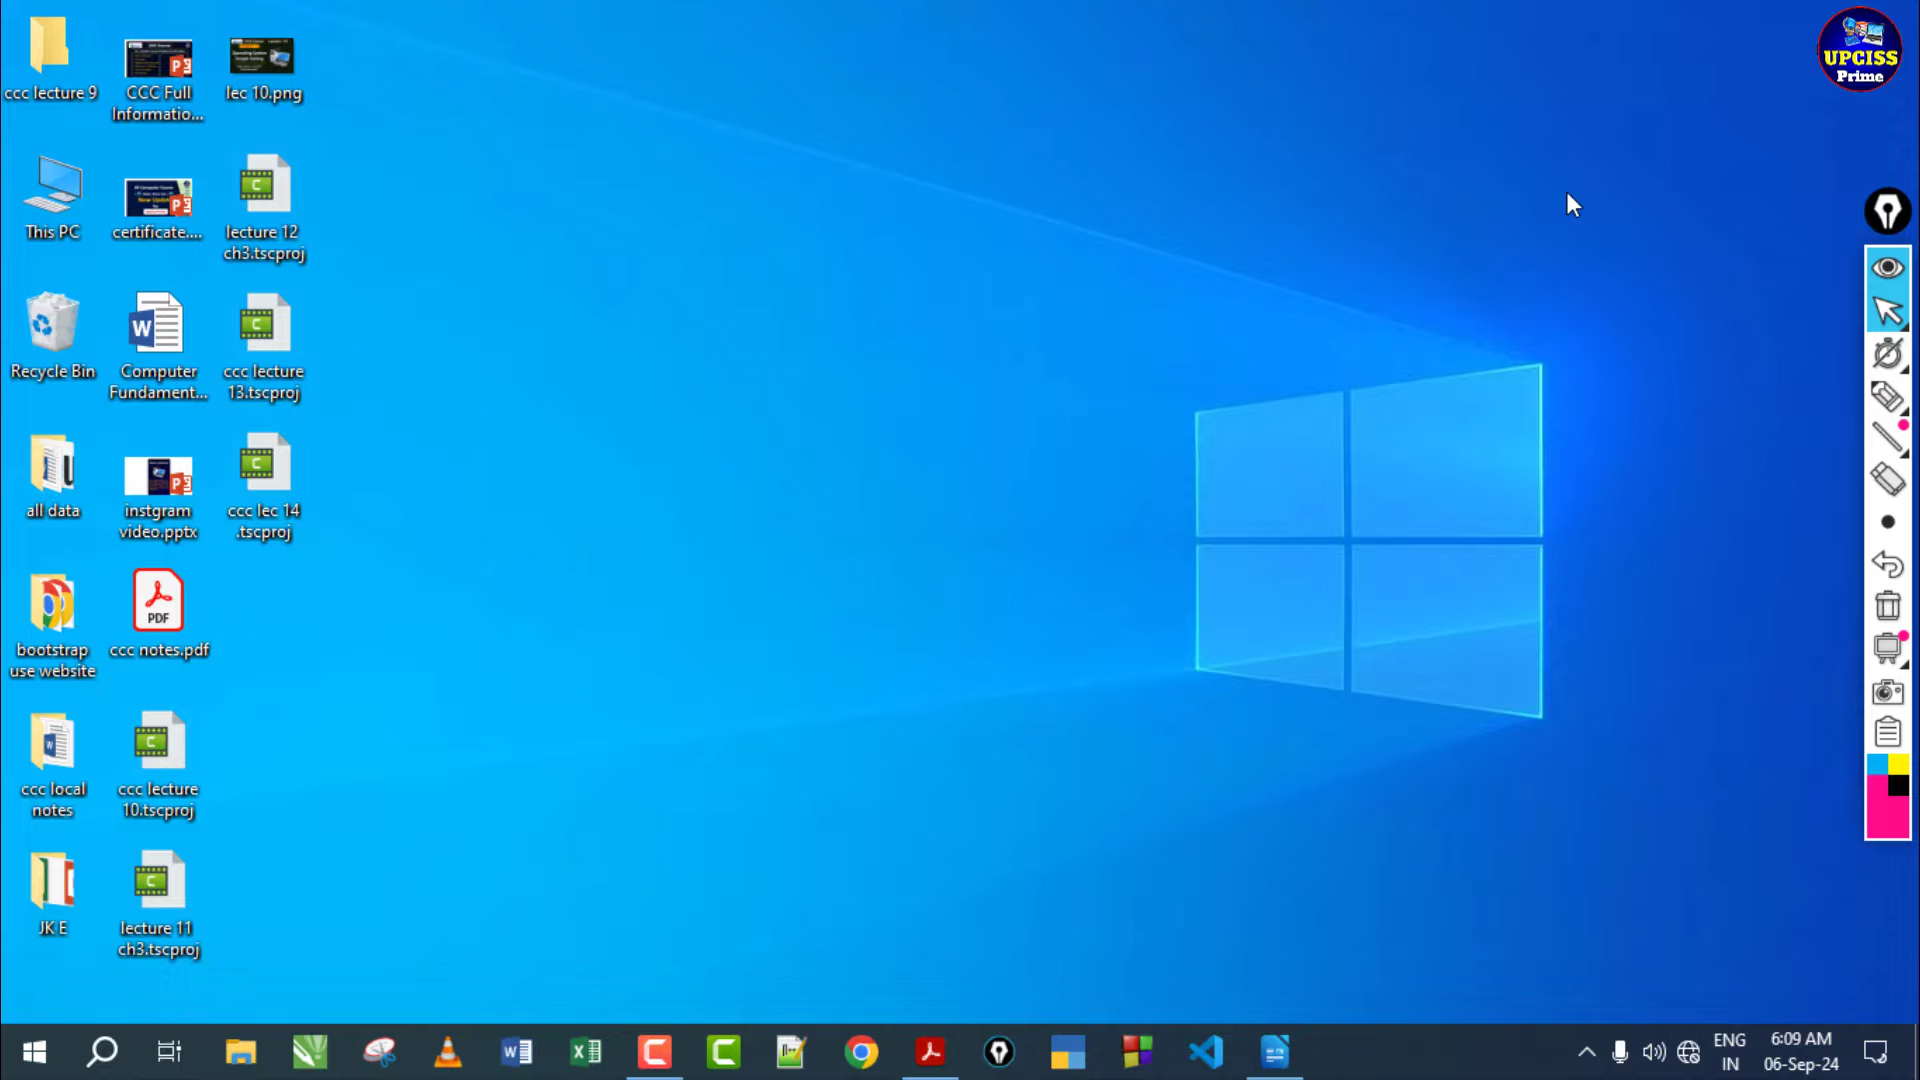 ccc lecture 9
CCC Full
Informatio...
lec 10.png
This PC
certificate....
lecture 12
ch3.tscproj
Recycle Bin
Computer
Fundament...
ccc lecture
13.tscproj
all data
instgram
video.pptx
ccc lec 14
.tscproj
PDF
bootstrap
use website
ccc notes.pdf
ccc local
notes
ccc lecture
10.tscproj
JK E
lecture 11
ch3.tscproj
UPCISS
Prime
ENG
IN
6:09 AM
06-Sep-24